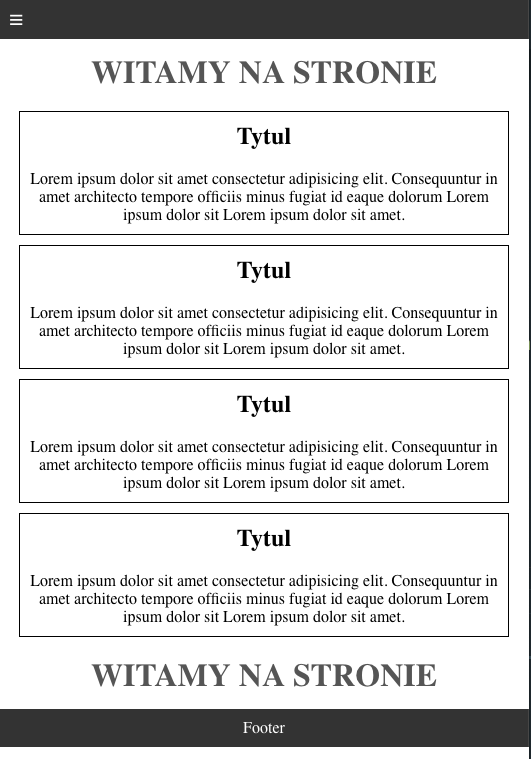 WITAMY NA STRONIE
Tytul
Lorem ipsum dolor sit amet consectetur adipisicing elit. Consequuntur in
amet architecto tempore officiis minus fugiat id eaque dolorum Lorem
ipsum dolor sit Lorem ipsum dolor sit amet.
Tytul
Lorem ipsum dolor sit amet consectetur adipisicing elit. Consequuntur in
amet architecto tempore officiis minus fugiat id eaque dolorum Lorem
ipsum dolor sit Lorem ipsum dolor sit amet.
Tytul
Lorem ipsum dolor sit amet consectetur adipisicing elit. Consequuntur in
amet architecto tempore officiis minus fugiat id eaque dolorum Lorem
ipsum dolor sit Lorem ipsum dolor sit amet.
Tytul
Lorem ipsum dolor sit amet consectetur adipisicing elit. Consequuntur in
amet architecto tempore officiis minus fugiat id eaque dolorum Lorem
ipsum dolor sit Lorem ipsum dolor sit amet.
WITAMY NA STRONIE
Footer